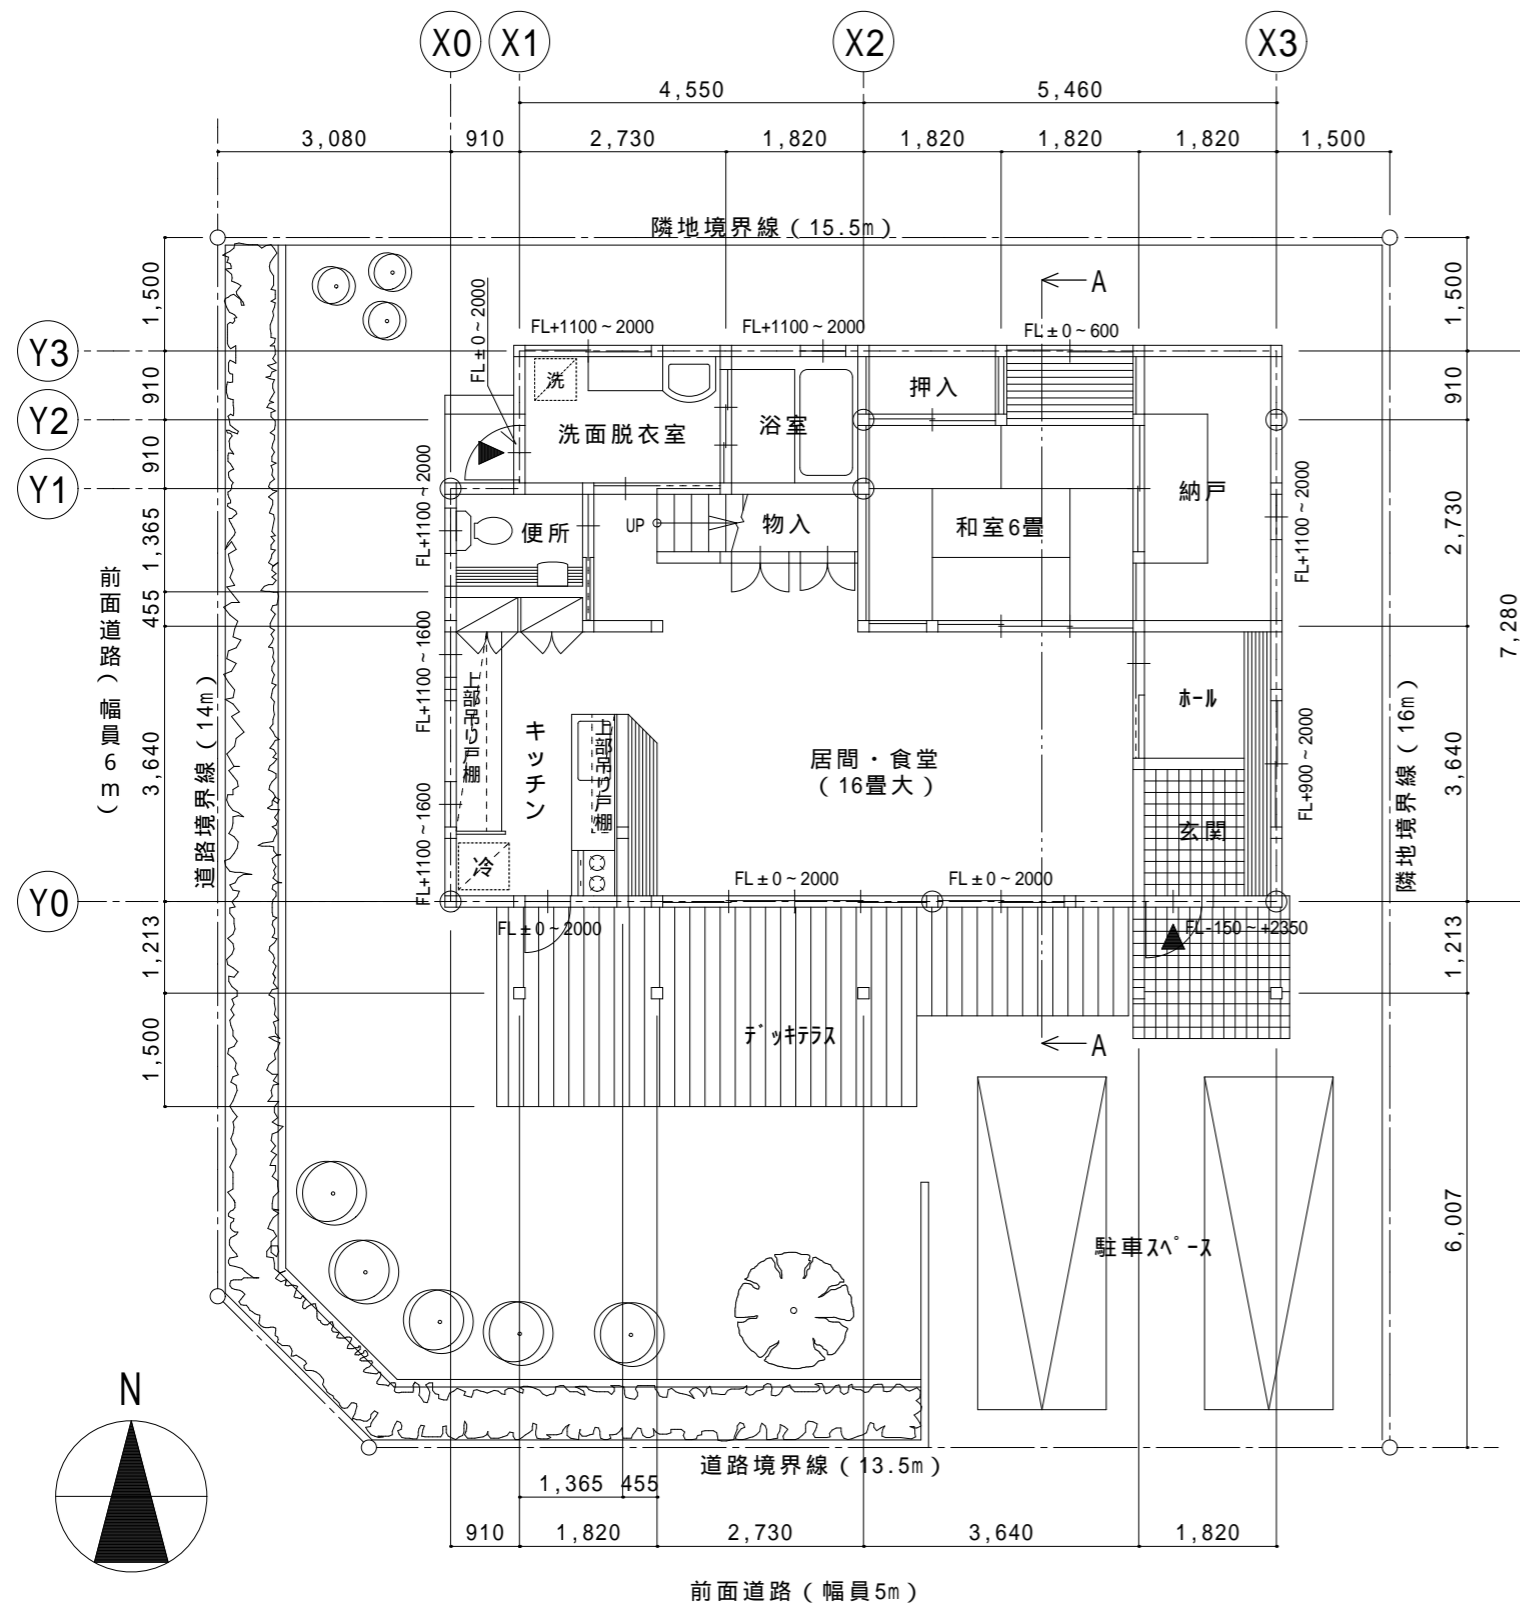 X0 X1 X2 X3
4,550 5,460
3,080 910 2,730 1,820 1,820 1,820 1,820 1,500
隣地境界線（15.5m）
A
FL±0~2000
FL+1100~2000 FL+1100~2000 FL±0~600
Y3
Y2
Y1
Y0
1,500
910
910
1,365
455
3,640
1,213
1,500
洗
洗面脱衣室
浴室
押入
納戸
FL+1100~2000
便所
UP
物入
和室6畳
FL+1100~2000
前面道路）幅員6m（
道路境界線（14m）
FL+1100~1600
FL+1100~1600
上部吊り戸棚
キッチン
上部吊り戸棚
冷
居間・食堂
（16畳大）
ﾎｰﾙ
玄関
FL+900~2000
隣地境界線（16m）
FL±0~2000 FL±0~2000
FL±0~2000
FL-150~+2350
ﾃﾞｯｷﾃﾗｽ
A
1,500
910
2,730
3,640
1,213
6,007
7,280
駐車ｽﾍﾟｰｽ
N
道路境界線（13.5m）
1,365 455
910 1,820 2,730 3,640 1,820
前面道路（幅員5m）